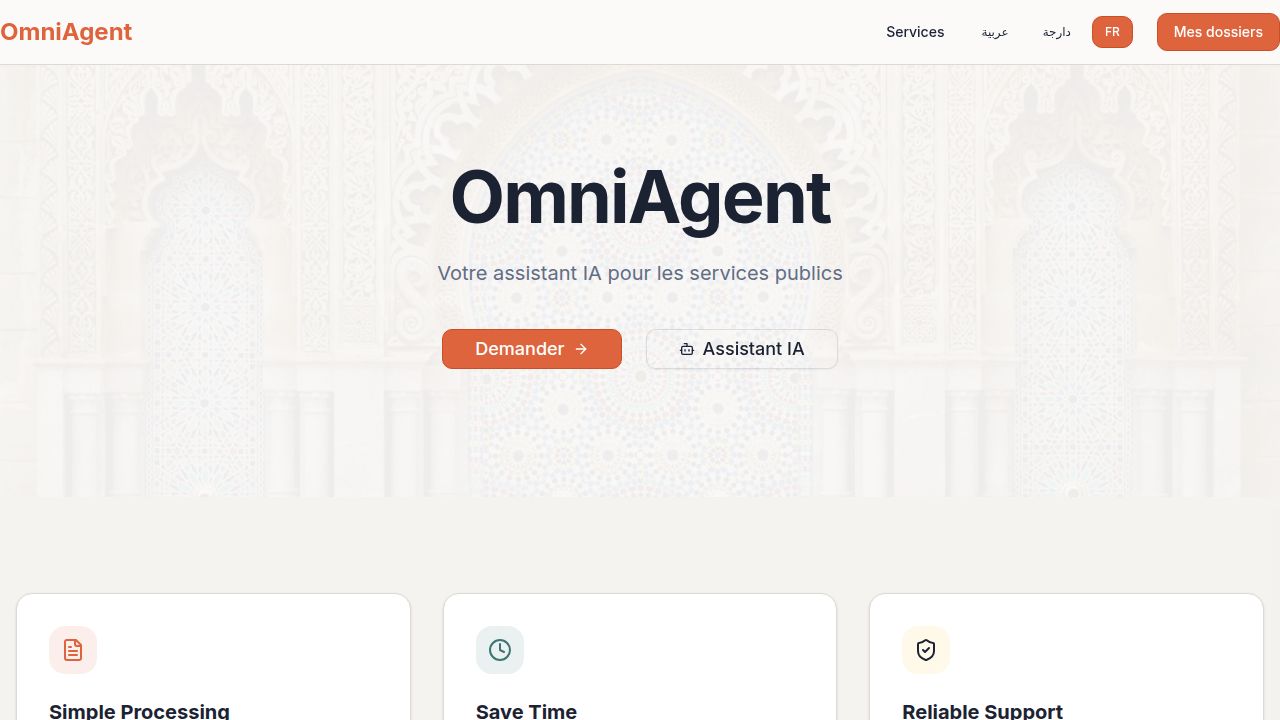 OmniAgent
Services
عربية
دارجة
FR
Mes dossiers
OmniAgent
Votre assistant IA pour les services publics
Demander
Assistant IA
Simple Processing
Save Time
Reliable Support